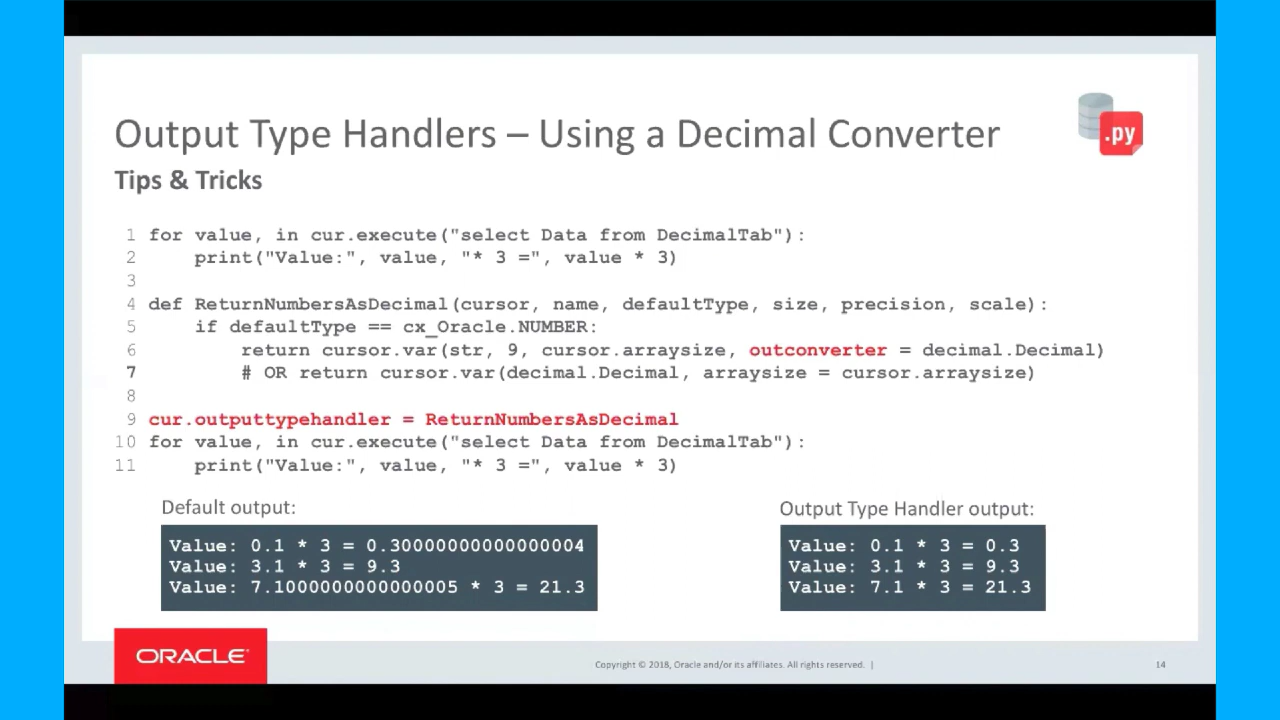 Output Type Handlers – Using a Decimal Converter
.py
Tips & Tricks
1 for value, in cur.execute("select Data from DecimalTab"):
2     print("Value:", value, "* 3 =", value * 3)
3
4 def ReturnNumbersAsDecimal(cursor, name, defaultType, size, precision, scale):
5     if defaultType == cx_Oracle.NUMBER:
6         return cursor.var(str, 9, cursor.arraysize, outconverter = decimal.Decimal)
7         # OR return cursor.var(decimal.Decimal, arraysize = cursor.arraysize)
8
9 cur.outputtypehandler = ReturnNumbersAsDecimal
10 for value, in cur.execute("select Data from DecimalTab"):
11     print("Value:", value, "* 3 =", value * 3)
Default output:
Value: 0.1 * 3 = 0.30000000000000004
Value: 3.1 * 3 = 9.3
Value: 7.1000000000000005 * 3 = 21.3
Output Type Handler output:
Value: 0.1 * 3 = 0.3
Value: 3.1 * 3 = 9.3
Value: 7.1 * 3 = 21.3
ORACLE®
Copyright © 2018, Oracle and/or its affiliates. All rights reserved. |
14